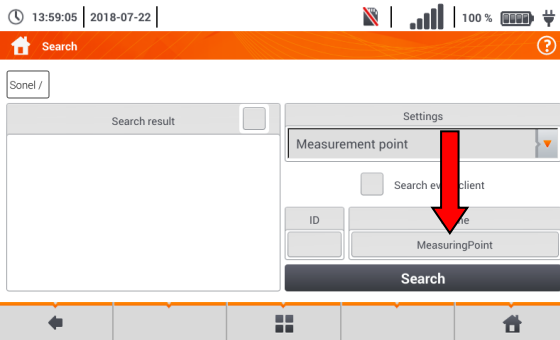 13:59:05 2018-07-22 100 %
Search
Sonel /
Search result
Settings
Measurement point
Search client
ID
MeasuringPoint
Search